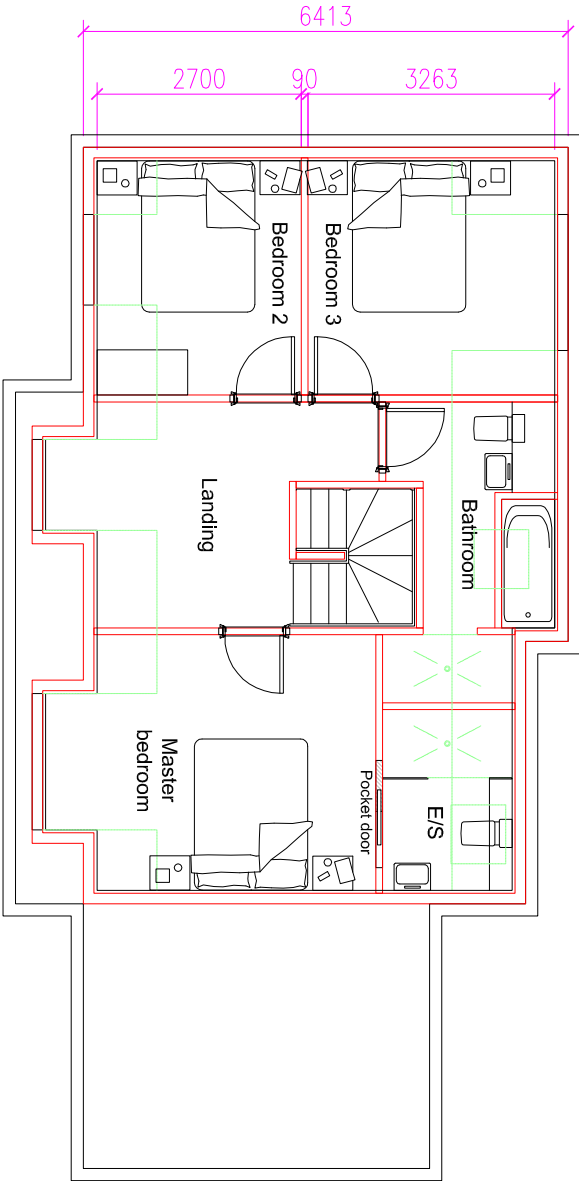 6413
2700
90
3263
Bedroom 2
Bedroom 3
Landing
Bathroom
Master
bedroom
Pocket door
E/S